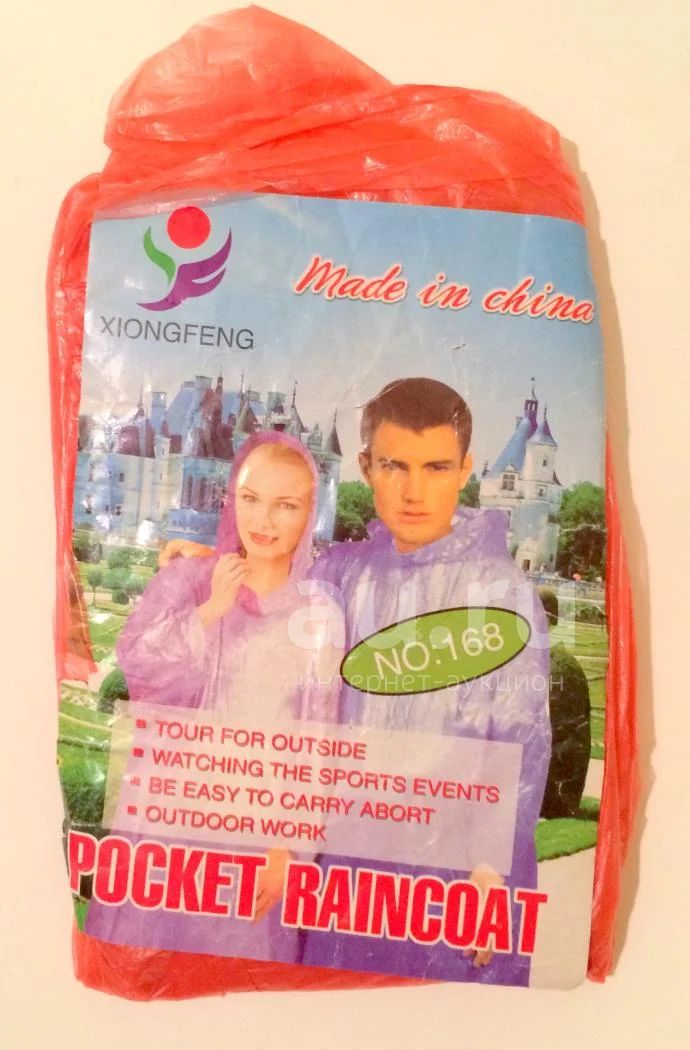 XIONGFENG
Made in china
au.ru
интернет-аукцион
NO.168
TOUR FOR OUTSIDE
WATCHING THE SPORTS EVENTS
BE EASY TO CARRY ABORT
OUTDOOR WORK
POCKET RAINCOAT